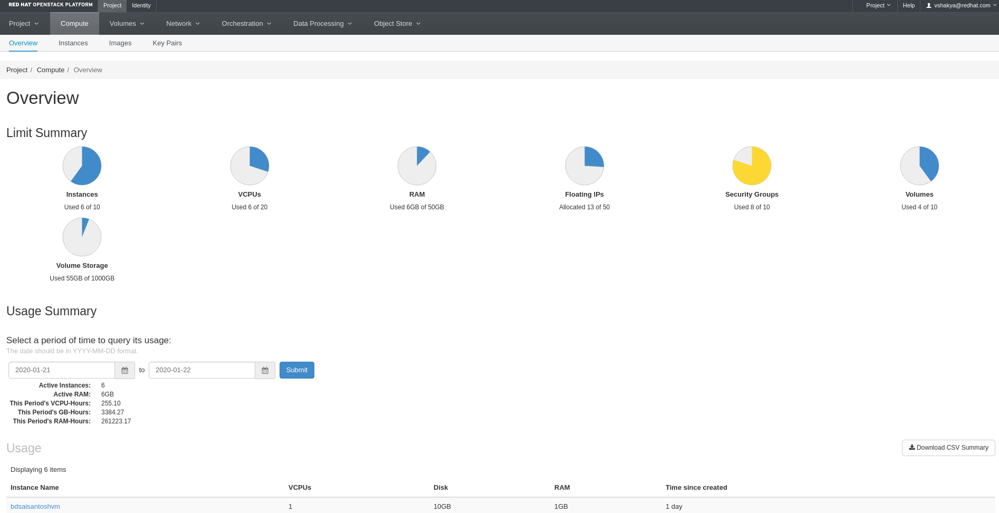 RED HAT OPENSTACK PLATFORM Project Identity Project Help vshakya@redhat.com
Project Compute Volumes Network Orchestration Data Processing Object Store
Overview Instances Images Key Pairs
Project / Compute / Overview
Overview
Limit Summary
Instances VCPUs RAM Floating IPs Security Groups Volumes
Used 6 of 10 Used 6 of 20 Used 6GB of 50GB Allocated 13 of 50 Used 8 of 10 Used 4 of 10
Volume Storage
Used 55GB of 1000GB
Usage Summary
Select a period of time to query its usage:
The date should be in YYYY-MM-DD format.
2020-01-21 to 2020-01-22 Submit
Active Instances: 6
Active RAM: 6GB
This Period's VCPU-Hours: 255.10
This Period's GB-Hours: 3384.27
This Period's RAM-Hours: 261223.17
Usage Download CSV Summary
Displaying 6 items
Instance Name VCPUs Disk RAM Time since created
bdsaisantoshvm 1 10GB 1GB 1 day